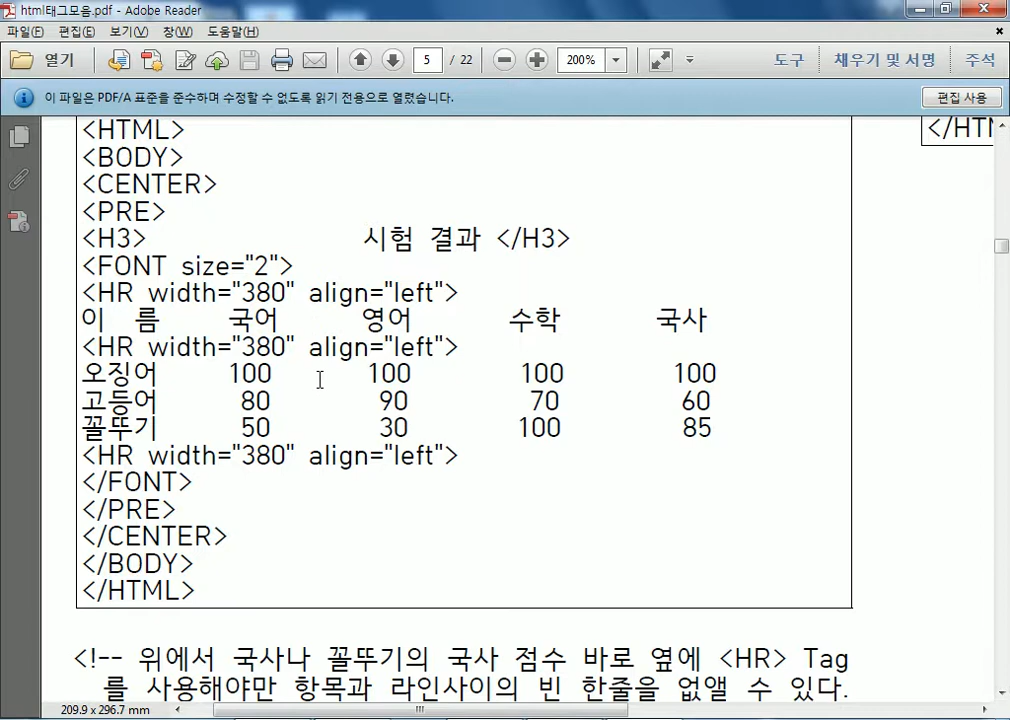 html태그모음.pdf - Adobe Reader
파일(F) 편집(E) 보기(V) 창(W) 도움말(H)
열기 5 / 22 200% 도구 채우기 및 서명 주석
이 파일은 PDF/A 표준을 준수하며 수정할 수 없도록 읽기 전용으로 열렸습니다. 편집 사용
<HTML> </HTM
<BODY>
<CENTER>
<PRE>
<H3> 시험 결과 </H3>
<FONT size="2">
<HR width="380" align="left">
이 름 국어 영어 수학 국사
<HR width="380" align="left">
오징어 100 100 100 100
고등어 80 90 70 60
꼴뚜기 50 30 100 85
<HR width="380" align="left">
</FONT>
</PRE>
</CENTER>
</BODY>
</HTML>
<!-- 위에서 국사나 꼴뚜기의 국사 점수 바로 옆에 <HR> Tag
를 사용해야만 항목과 라인사이의 빈 한줄을 없앨 수 있다.
209.9 x 296.7 mm